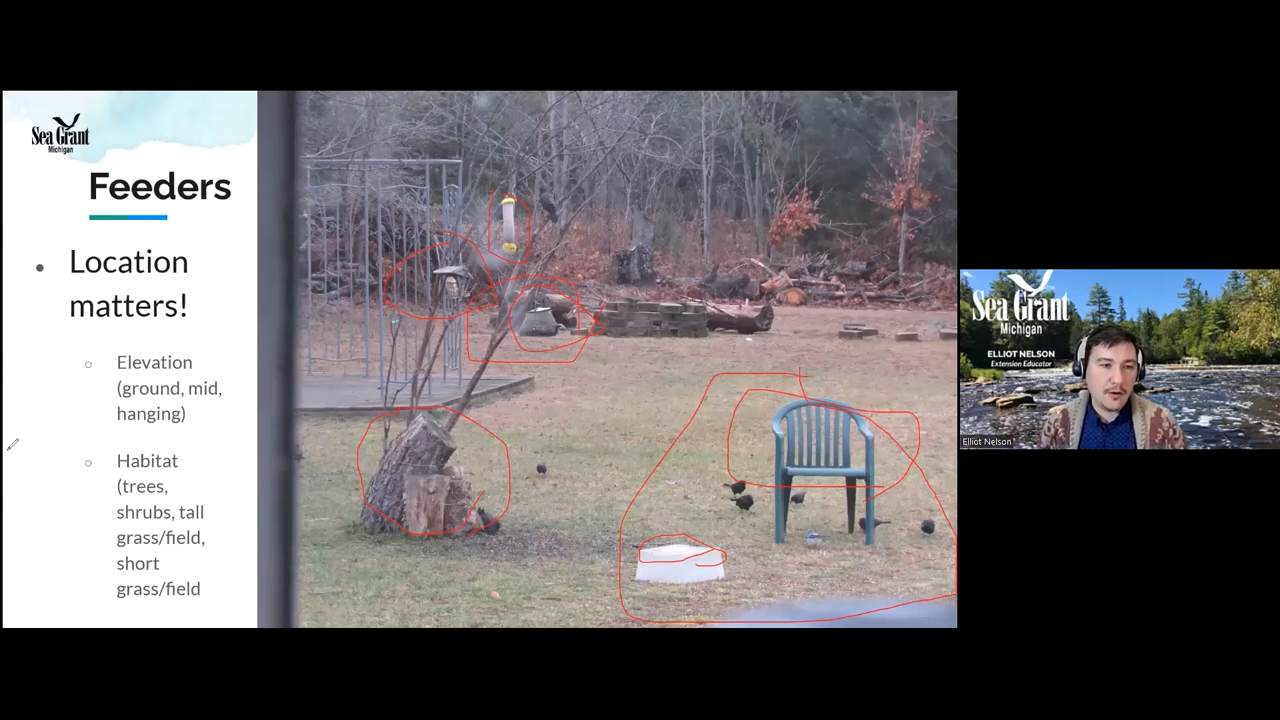 Sea Grant
Michigan
Feeders
• Location
matters!
○ Elevation
(ground, mid,
hanging)
○ Habitat
(trees,
shrubs, tall
grass/field,
short
grass/field
Sea Grant
Michigan
ELLIOT NELSON
Extension Educator
Elliot Nelson